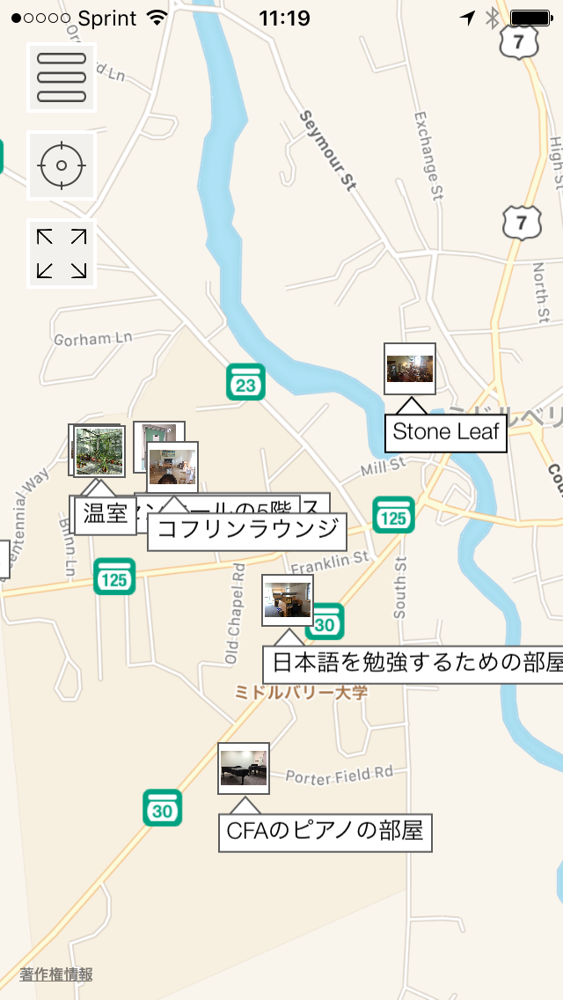 Sprint
11:19
Seymour St
Exchange St
7
High St
7
North St
Gorham Ln
23
ミドルベリ
Stone Leaf
Mill St
Centennial Way
ールの5階
ス
温室
コフリンラウンジ
125
Blinn Ln
125
Franklin St
South St
Old Chapel Rd
30
日本語を勉強するための部屋
ミドルバリー大学
Porter Field Rd
30
CFAのピアノの部屋
著作権情報